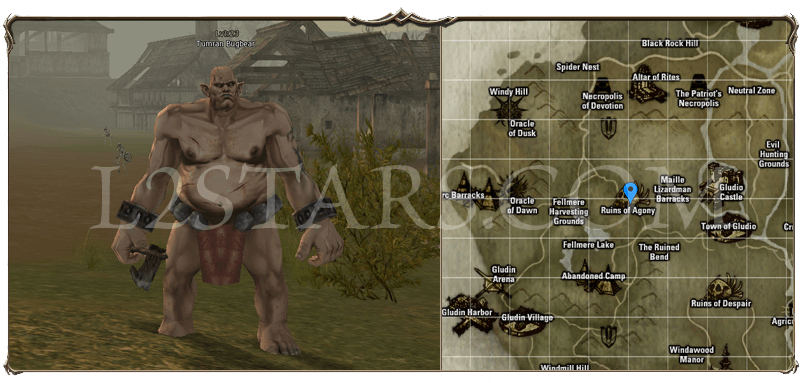 Lvl:23
Tumran Bugbear
L2STARS.COM
Black Rock Hill
Spider Nest
Altar of Rites
Windy Hill
Necropolis
of Devotion
The Patriot's
Necropolis
Neutral Zone
Oracle
of Dusk
Evil
Hunting
Grounds
rc Barracks
Oracle
of Dawn
Fellmere
Harvesting
Grounds
Ruins of Agony
Maille
Lizardman
Barracks
Gludio
Castle
Town of Gludio
Cr
Fellmere Lake
The Ruined
Bend
Gludin
Arena
Abandoned Camp
Ruins of Despair
Gludin Harbor
Gludin Village
Agric
Windawood
Manor
Windmill Hill